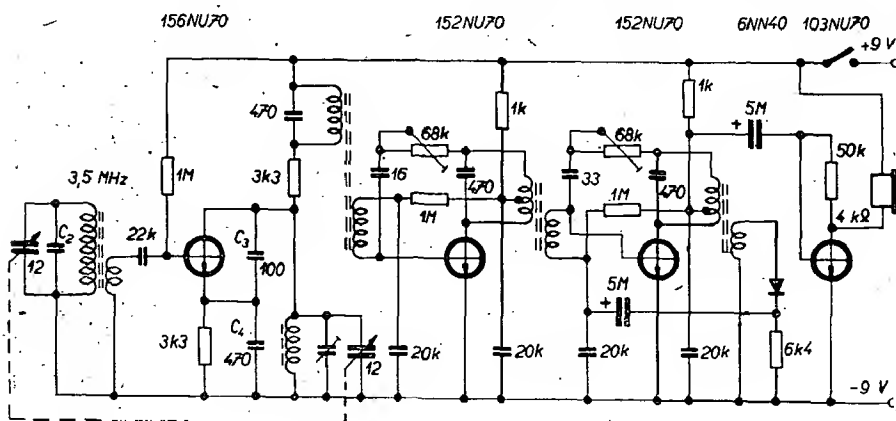 156NU70 152NU70 152NU70 6NN40 103NU70
+9 V
470
68k
1k
68k
1k
5M
+
50k
3,5 MHz
1M
3k3
16
470
33
470
1M
1M
4 kΩ
C2
22k
C3
12
100
5M
+
3k3
C4
470
12
20k
20k
20k
20k
6k4
-9 V